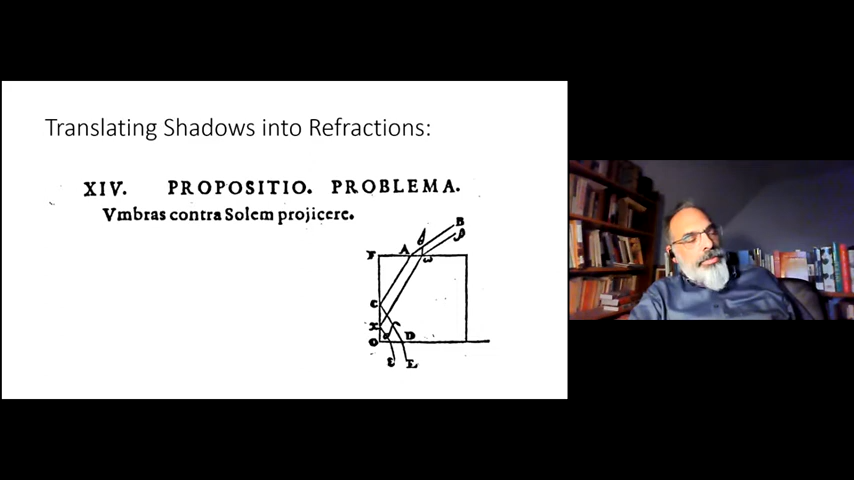 Translating Shadows into Refractions:
XIV. PROPOSITIO. PROBLEMA.
Vmbras contra Solem projicere.
B
β
A
F
ω
C
D
O